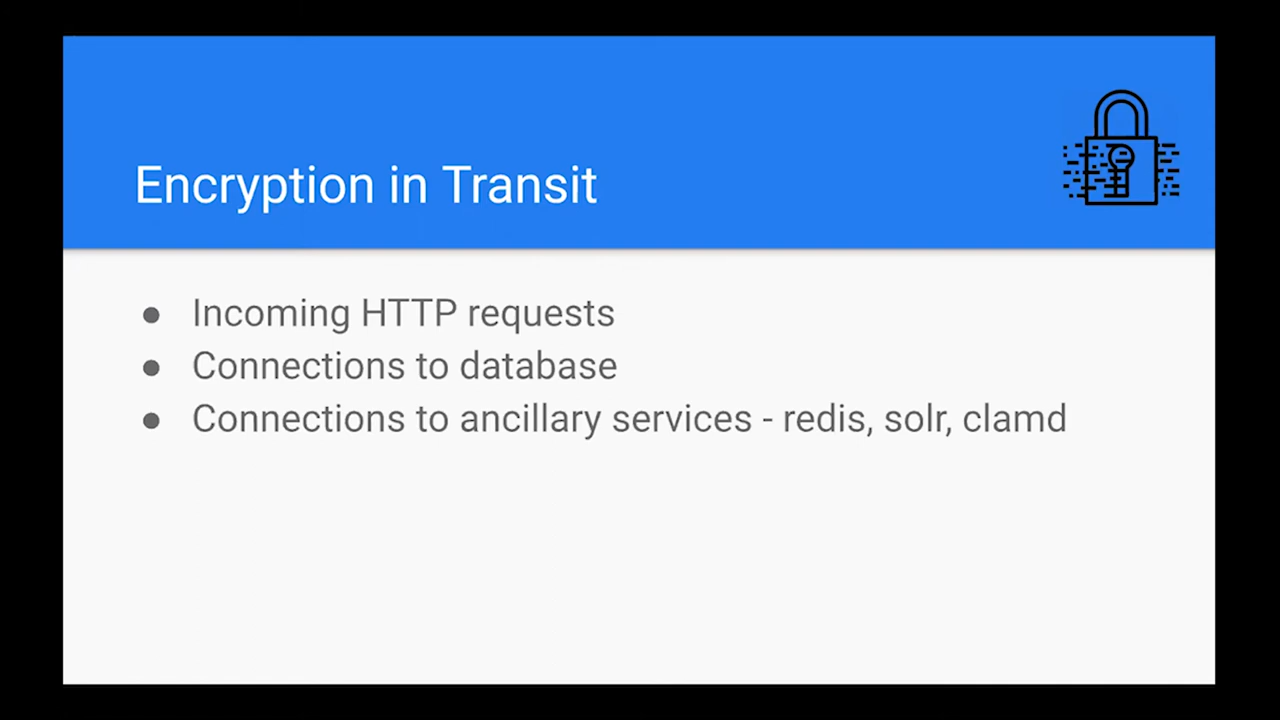 Encryption in Transit
● Incoming HTTP requests
● Connections to database
● Connections to ancillary services - redis, solr, clamd